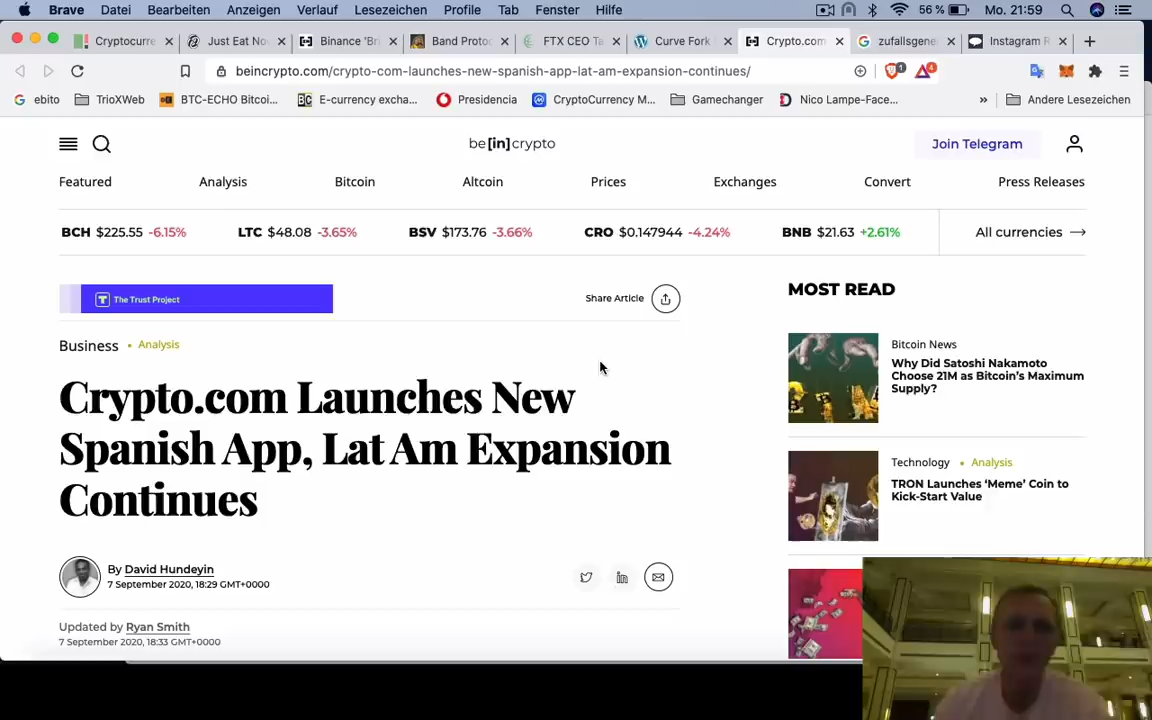 Brave Datei Bearbeiten Anzeigen Verlauf Lesezeichen Profile Tab Fenster Hilfe 56 % Mo. 21:59
Cryptocurre Just Eat No Binance 'Bri Band Proto FTX CEO Ta Curve Fork Crypto.com zufallsgene Instagram R
beincrypto.com/crypto-com-launches-new-spanish-app-lat-am-expansion-continues/ 1 4
ebito TrioXWeb BTC-ECHO Bitcoi... E-currency excha... Presidencia CryptoCurrency M... Gamechanger Nico Lampe-Face... » Andere Lesezeichen
be[in]crypto Join Telegram
Featured Analysis Bitcoin Altcoin Prices Exchanges Convert Press Releases
BCH $225.55 -6.15% LTC $48.08 -3.65% BSV $173.76 -3.66% CRO $0.147944 -4.24% BNB $21.63 +2.61% All currencies →
The Trust Project Share Article
MOST READ
Business • Analysis
Crypto.com Launches New
Spanish App, Lat Am Expansion
Continues
By David Hundeyin
7 September 2020, 18:29 GMT+0000
Updated by Ryan Smith
7 September 2020, 18:33 GMT+0000
Bitcoin News
Why Did Satoshi Nakamoto
Choose 21M as Bitcoin's Maximum
Supply?
Technology • Analysis
TRON Launches 'Meme' Coin to
Kick-Start Value